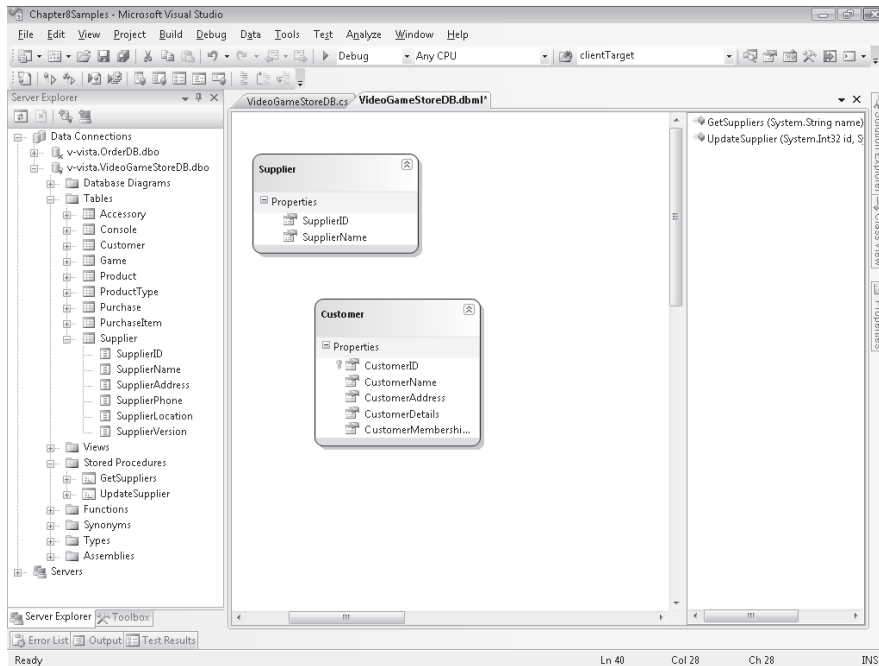 Chapter8Samples - Microsoft Visual Studio
File Edit View Project Build Debug Data Tools Test Analyze Window Help
Debug Any CPU clientTarget
Server Explorer
VideoGameStoreDB.cs VideoGameStoreDB.dbml*
Data Connections
v-vista.OrderDB.dbo
v-vista.VideoGameStoreDB.dbo
Database Diagrams
Tables
Accessory
Console
Customer
Game
Product
ProductType
Purchase
PurchaseItem
Supplier
SupplierID
SupplierName
SupplierAddress
SupplierPhone
SupplierLocation
SupplierVersion
Views
Stored Procedures
GetSuppliers
UpdateSupplier
Functions
Synonyms
Types
Assemblies
Servers
Server Explorer Toolbox
Supplier
Properties
SupplierID
SupplierName
Customer
Properties
CustomerID
CustomerName
CustomerAddress
CustomerDetails
CustomerMembershi...
GetSuppliers (System.String name)
UpdateSupplier (System.Int32 id, S
Solution Explorer
Class View
Properties
Error List Output Test Results
Ready Ln 40 Col 28 Ch 28 INS